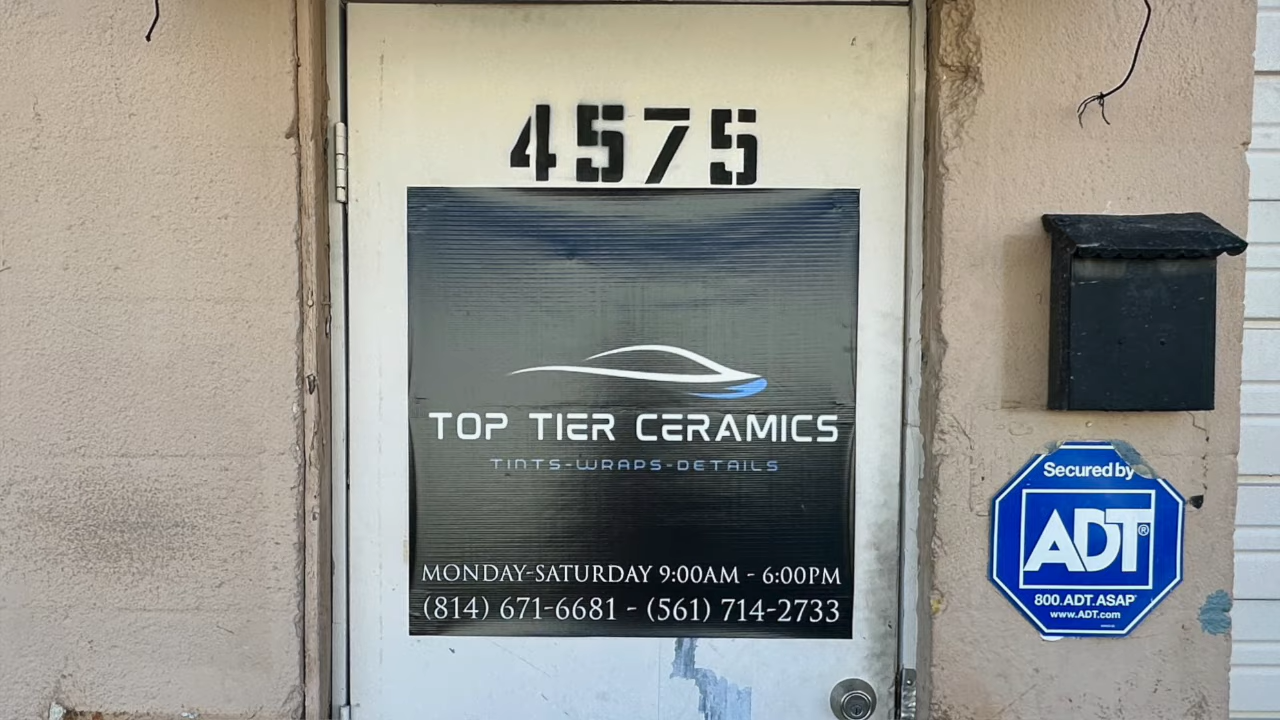 4575
TOP TIER CERAMICS
TINTS-WRAPS-DETAILS
MONDAY-SATURDAY 9:00AM - 6:00PM
(814) 671-6681 - (561) 714-2733
Secured by
ADT®
800.ADT.ASAP
www.ADT.com